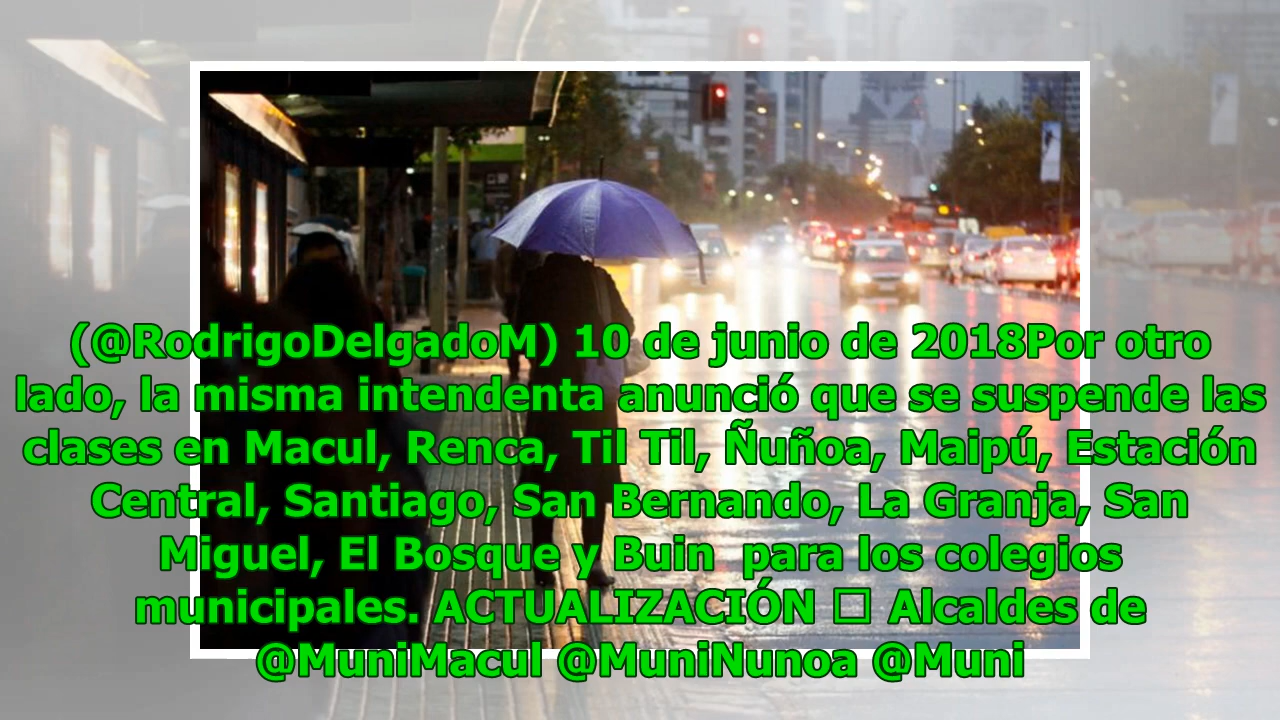 (@RodrigoDelgadoM) 10 de junio de 2018Por otro
lado, la misma intendenta anunció que se suspende las
clases en Macul, Renca, Til Til, Ñuñoa, Maipú, Estación
Central, Santiago, San Bernando, La Granja, San
Miguel, El Bosque y Buin  para los colegios
municipales. ACTUALIZACIÓN □ Alcaldes de
@MuniMacul @MuniNunoa @Muni